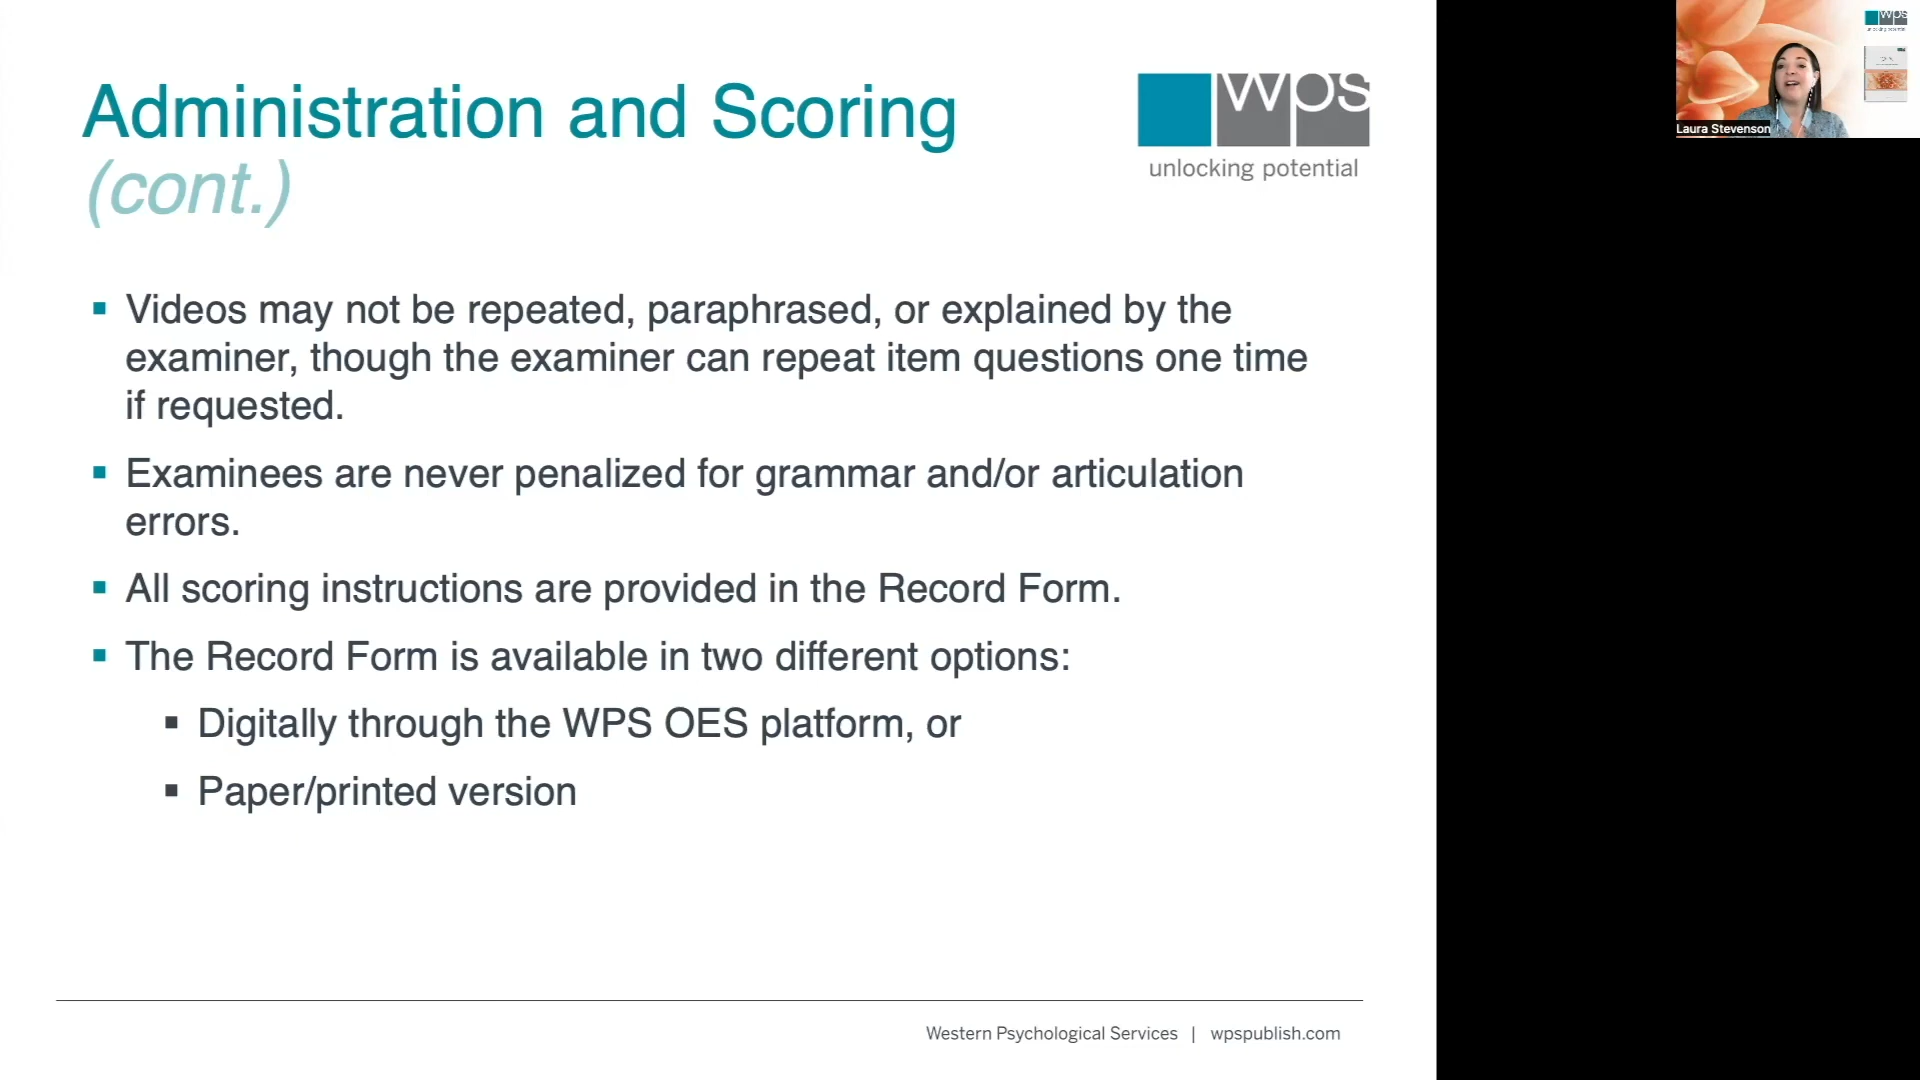 Administration and Scoring
(cont.)
wps
unlocking potential
▪ Videos may not be repeated, paraphrased, or explained by the
examiner, though the examiner can repeat item questions one time
if requested.
▪ Examinees are never penalized for grammar and/or articulation
errors.
▪ All scoring instructions are provided in the Record Form.
▪ The Record Form is available in two different options:
▪ Digitally through the WPS OES platform, or
▪ Paper/printed version
Western Psychological Services | wpspublish.com
wps
Laura Stevenson